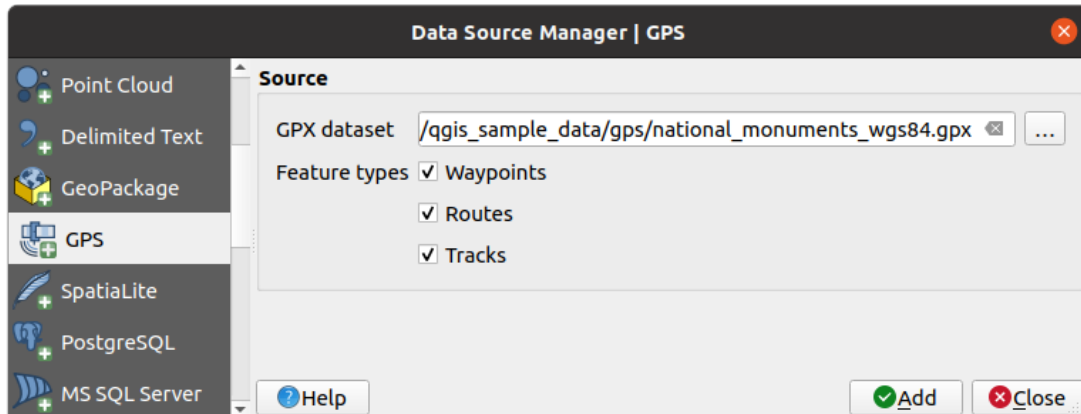 Data Source Manager | GPS
Point Cloud
Delimited Text
GeoPackage
GPS
SpatiaLite
PostgreSQL
MS SQL Server
Source
GPX dataset /qgis_sample_data/gps/national_monuments_wgs84.gpx ...
Feature types Waypoints
Routes
Tracks
Help Add Close